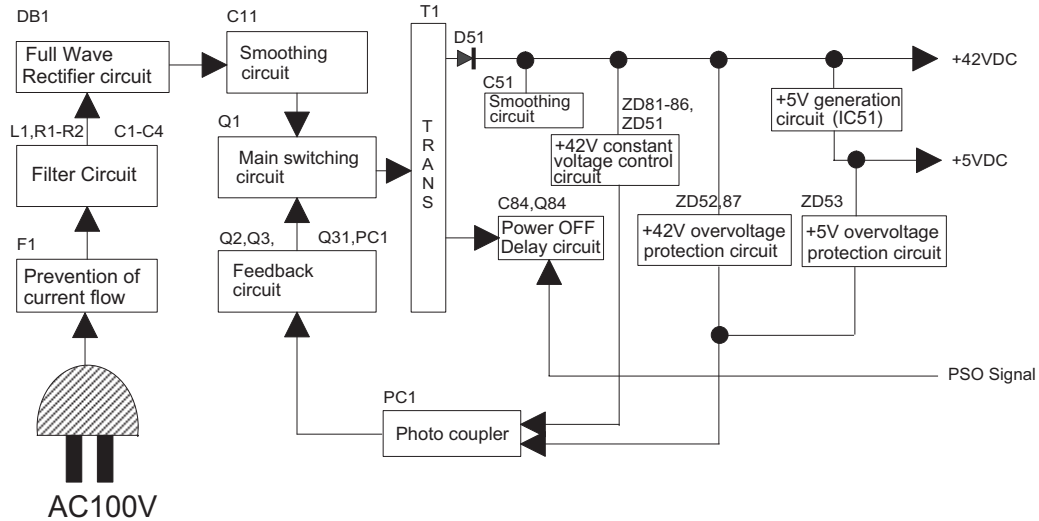 DB1
Full Wave
Rectifier circuit
C11
Smoothing
circuit
T1
TRANS
D51
+42VDC
C51
Smoothing
circuit
ZD81-86,
ZD51
+42V constant
voltage control
circuit
+5V generation
circuit (IC51)
+5VDC
L1,R1-R2 C1-C4
Filter Circuit
Q1
Main switching
circuit
F1
Prevention of
current flow
Q2,Q3, Q31,PC1
Feedback
circuit
C84,Q84
Power OFF
Delay circuit
ZD52,87
+42V overvoltage
protection circuit
ZD53
+5V overvoltage
protection circuit
PSO Signal
PC1
Photo coupler
AC100V